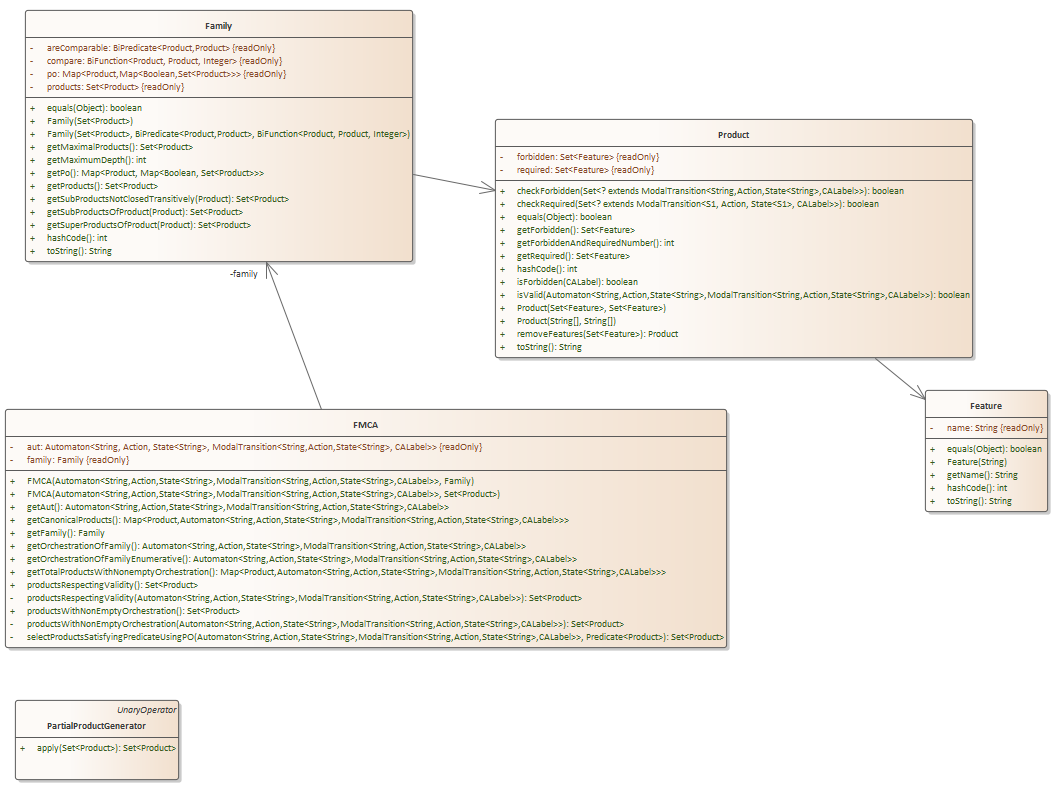 Family
- areComparable: BiPredicate<Product,Product> {readOnly}
- compare: BiFunction<Product, Product, Integer> {readOnly}
- po: Map<Product,Map<Boolean,Set<Product>>> {readOnly}
- products: Set<Product> {readOnly}
+ equals(Object): boolean
+ Family(Set<Product>)
+ Family(Set<Product>, BiPredicate<Product,Product>, BiFunction<Product, Product, Integer>)
+ getMaximalProducts(): Set<Product>
+ getMaximumDepth(): int
+ getPo(): Map<Product, Map<Boolean, Set<Product>>>
+ getProducts(): Set<Product>
+ getSubProductsNotClosedTransitively(Product): Set<Product>
+ getSubProductsOfProduct(Product): Set<Product>
+ getSuperProductsOfProduct(Product): Set<Product>
+ hashCode(): int
+ toString(): String
-family
Product
- forbidden: Set<Feature> {readOnly}
- required: Set<Feature> {readOnly}
+ checkForbidden(Set<? extends ModalTransition<String,Action,State<String>,CALabel>>): boolean
+ checkRequired(Set<? extends ModalTransition<S1, Action, State<S1>, CALabel>>): boolean
+ equals(Object): boolean
+ getForbidden(): Set<Feature>
+ getForbiddenAndRequiredNumber(): int
+ getRequired(): Set<Feature>
+ hashCode(): int
+ isForbidden(CALabel): boolean
+ isValid(Automaton<String,Action,State<String>,ModalTransition<String,Action,State<String>,CALabel>>): boolean
+ Product(Set<Feature>, Set<Feature>)
+ Product(String[], String[])
+ removeFeatures(Set<Feature>): Product
+ toString(): String
Feature
- name: String {readOnly}
+ equals(Object): boolean
+ Feature(String)
+ getName(): String
+ hashCode(): int
+ toString(): String
FMCA
- aut: Automaton<String, Action, State<String>, ModalTransition<String,Action,State<String>, CALabel>> {readOnly}
- family: Family {readOnly}
+ FMCA(Automaton<String,Action,State<String>,ModalTransition<String,Action,State<String>,CALabel>>, Family)
+ FMCA(Automaton<String,Action,State<String>,ModalTransition<String,Action,State<String>,CALabel>>, Set<Product>)
+ getAut(): Automaton<String,Action,State<String>,ModalTransition<String,Action,State<String>,CALabel>>
+ getCanonicalProducts(): Map<Product,Automaton<String,Action,State<String>,ModalTransition<String,Action,State<String>,CALabel>>>
+ getFamily(): Family
+ getOrchestrationOfFamily(): Automaton<String,Action,State<String>,ModalTransition<String,Action,State<String>,CALabel>>
+ getOrchestrationOfFamilyEnumerative(): Automaton<String,Action,State<String>,ModalTransition<String,Action,State<String>,CALabel>>
+ getTotalProductsWithNonemptyOrchestration(): Map<Product,Automaton<String,Action,State<String>,ModalTransition<String,Action,State<String>,CALabel>>>
+ productsRespectingValidity(): Set<Product>
- productsRespectingValidity(Automaton<String,Action,State<String>,ModalTransition<String,Action,State<String>,CALabel>>): Set<Product>
+ productsWithNonEmptyOrchestration(): Set<Product>
- productsWithNonEmptyOrchestration(Automaton<String,Action,State<String>,ModalTransition<String,Action,State<String>,CALabel>>): Set<Product>
- selectProductsSatisfyingPredicateUsingPO(Automaton<String,Action,State<String>,ModalTransition<String,Action,State<String>,CALabel>>, Predicate<Product>): Set<Product>
UnaryOperator
PartialProductGenerator
+ apply(Set<Product>): Set<Product>